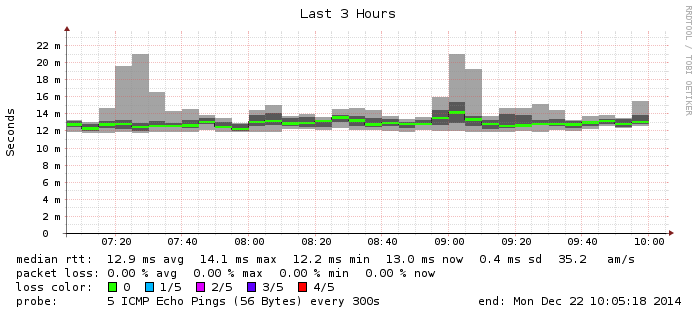 Last 3 Hours
RRDTOOL / TOBI OETIKER
Seconds
22 m
20 m
18 m
16 m
14 m
12 m
10 m
8 m
6 m
4 m
2 m
0
07:20 07:40 08:00 08:20 08:40 09:00 09:20 09:40 10:00
median rtt: 12.9 ms avg 14.1 ms max 12.2 ms min 13.0 ms now 0.4 ms sd 35.2 am/s
packet loss: 0.00 % avg 0.00 % max 0.00 % min 0.00 % now
loss color: 0 1/5 2/5 3/5 4/5
probe: 5 ICMP Echo Pings (56 Bytes) every 300s end: Mon Dec 22 10:05:18 2014